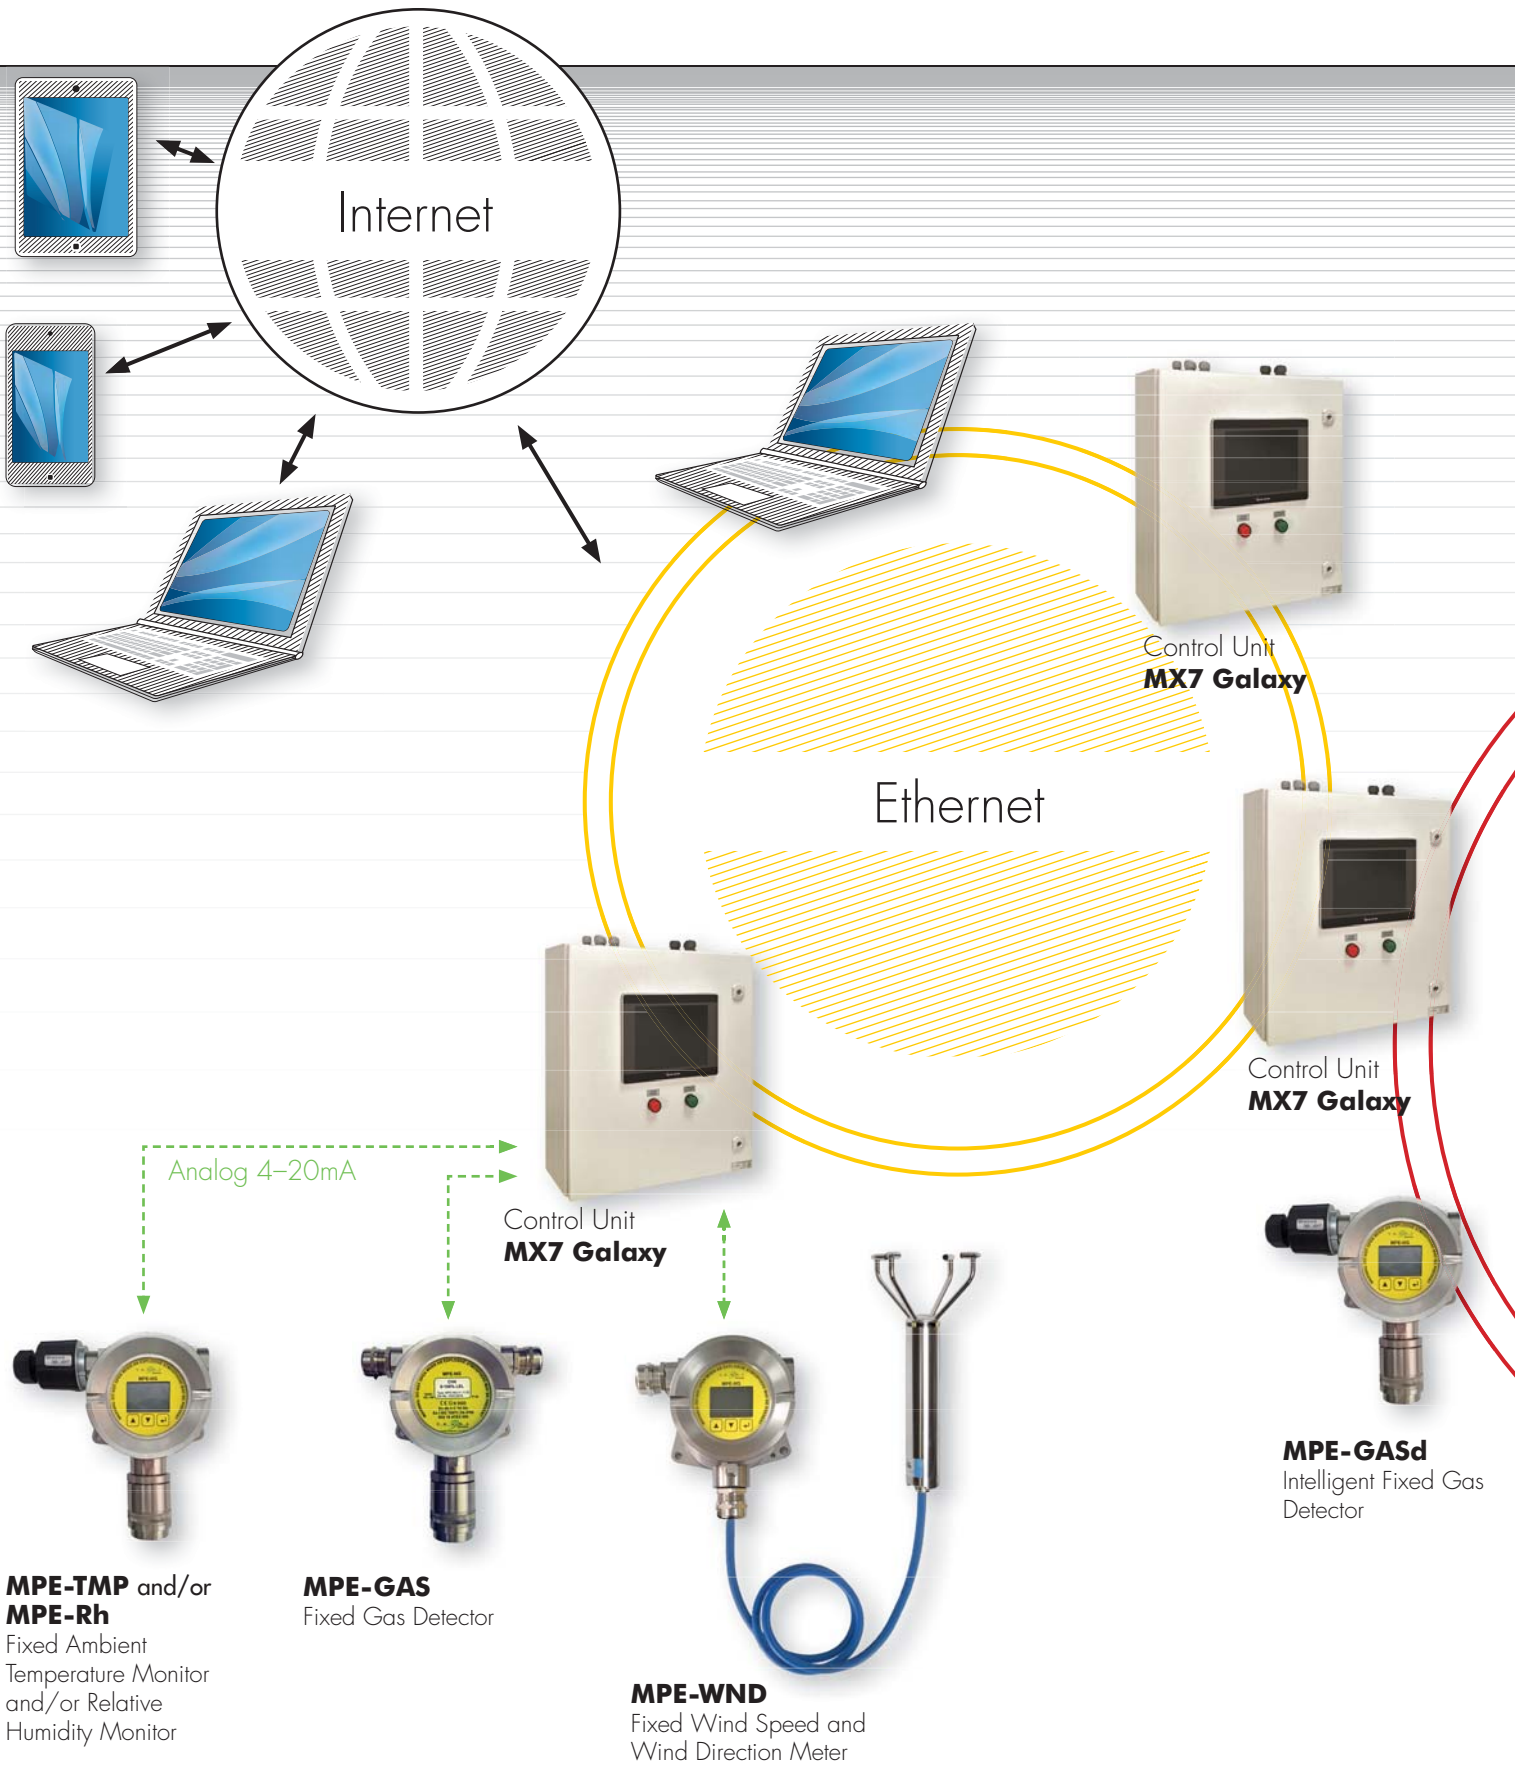 Internet
Control Unit
MX7 Galaxy
Ethernet
Control Unit
MX7 Galaxy
Analog 4–20mA
Control Unit
MX7 Galaxy
MPE-GASd
Intelligent Fixed Gas
Detector
MPE-TMP and/or
MPE-Rh
Fixed Ambient
Temperature Monitor
and/or Relative
Humidity Monitor
MPE-GAS
Fixed Gas Detector
MPE-WND
Fixed Wind Speed and
Wind Direction Meter